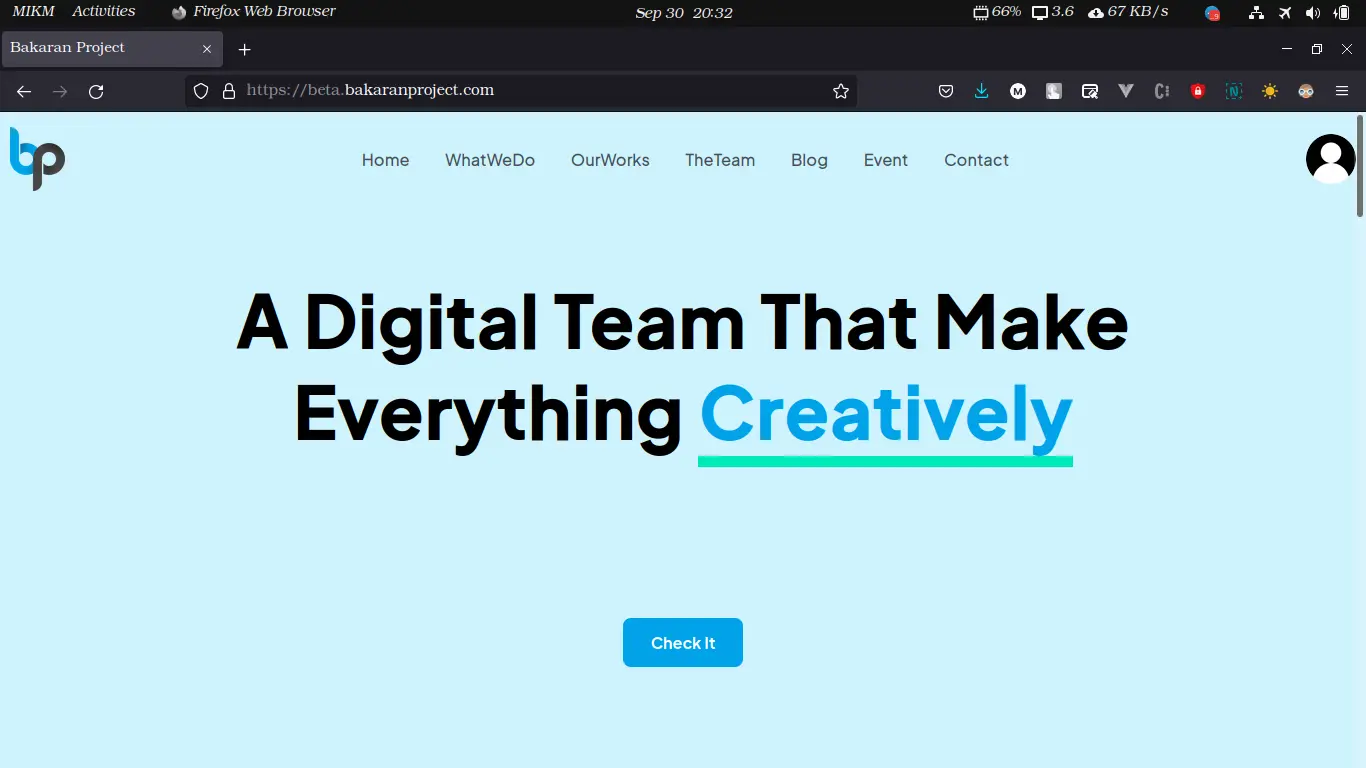 MIKM Activities Firefox Web Browser Sep 30 20:32 66% 3.6 67 KB/s
Bakaran Project
https://beta.bakaranproject.com
bp
Home WhatWeDo OurWorks TheTeam Blog Event Contact
A Digital Team That Make
Everything Creatively
Check It